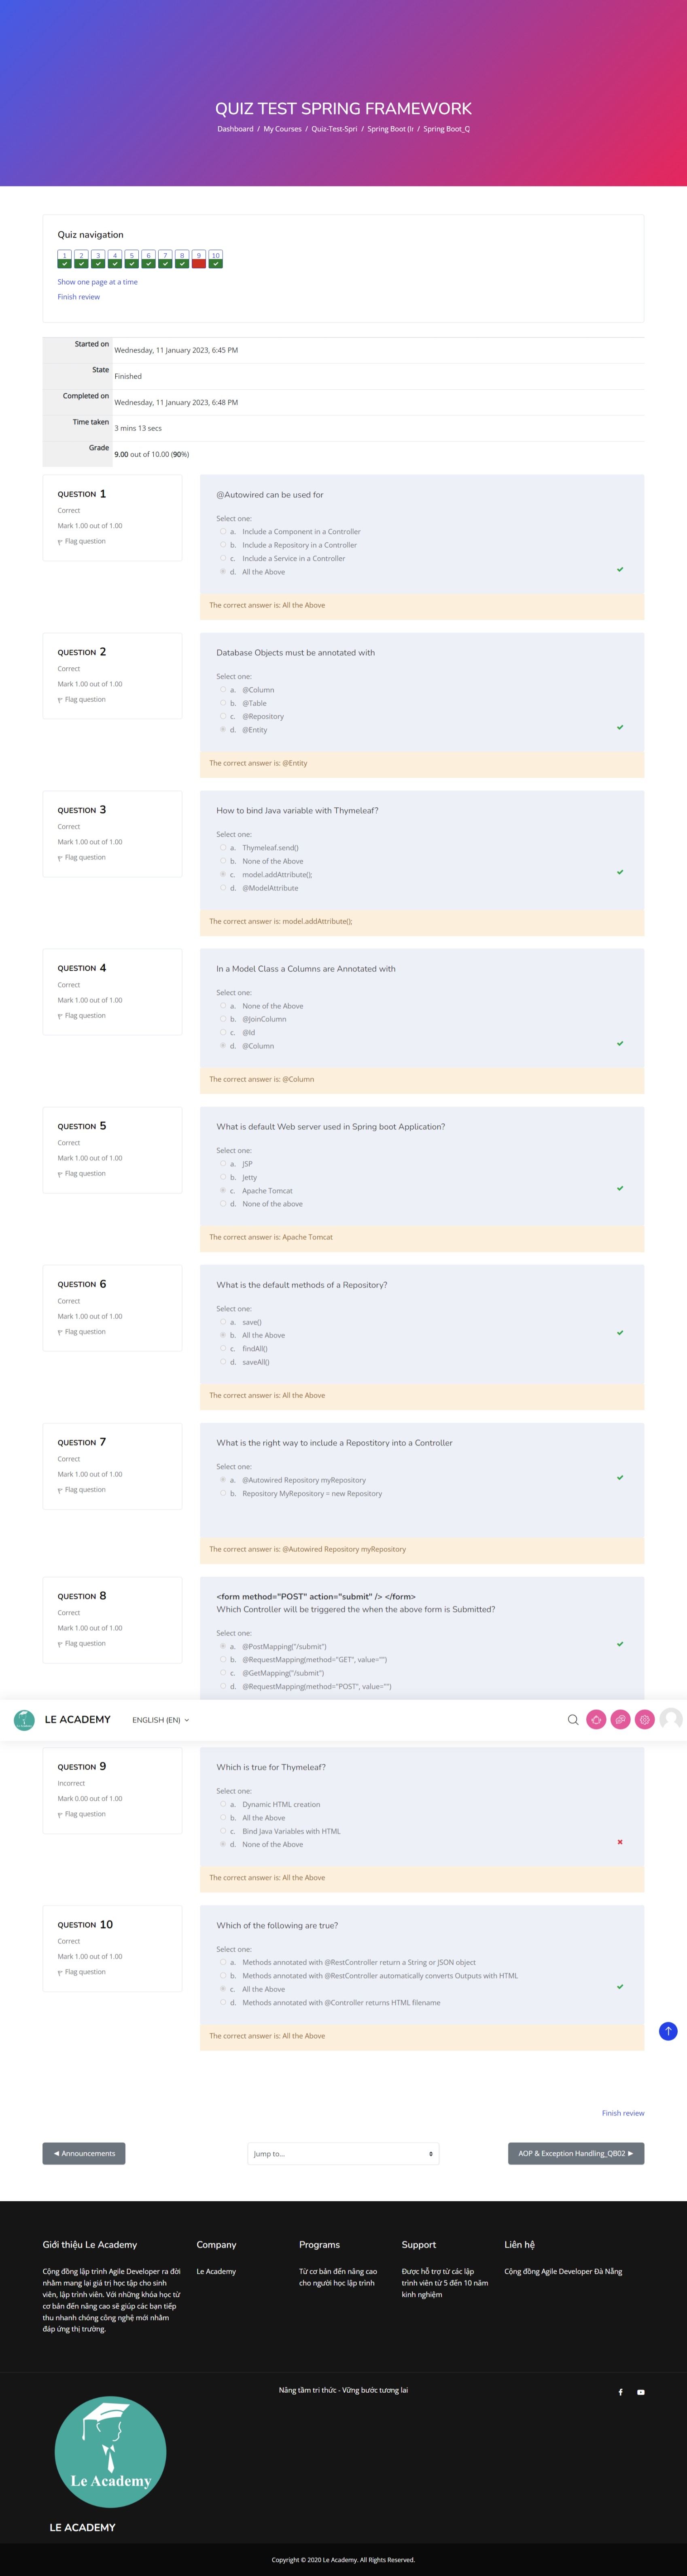 QUIZ TEST SPRING FRAMEWORK
Dashboard / My Courses / Quiz-Test-Spri / Spring Boot (Ir / Spring Boot_Q
Quiz navigation
1 2 3 4 5 6 7 8 9 10
Show one page at a time
Finish review
Started on Wednesday, 11 January 2023, 6:45 PM
State Finished
Completed on Wednesday, 11 January 2023, 6:48 PM
Time taken 3 mins 13 secs
Grade 9.00 out of 10.00 (90%)
QUESTION 1
Correct
Mark 1.00 out of 1.00
Flag question
@Autowired can be used for
Select one:
a. Include a Component in a Controller
b. Include a Repository in a Controller
c. Include a Service in a Controller
d. All the Above
The correct answer is: All the Above
QUESTION 2
Correct
Mark 1.00 out of 1.00
Flag question
Database Objects must be annotated with
Select one:
a. @Column
b. @Table
c. @Repository
d. @Entity
The correct answer is: @Entity
QUESTION 3
Correct
Mark 1.00 out of 1.00
Flag question
How to bind Java variable with Thymeleaf?
Select one:
a. Thymeleaf.send()
b. None of the Above
c. model.addAttribute();
d. @ModelAttribute
The correct answer is: model.addAttribute();
QUESTION 4
Correct
Mark 1.00 out of 1.00
Flag question
In a Model Class a Columns are Annotated with
Select one:
a. None of the Above
b. @JoinColumn
c. @Id
d. @Column
The correct answer is: @Column
QUESTION 5
Correct
Mark 1.00 out of 1.00
Flag question
What is default Web server used in Spring boot Application?
Select one:
a. JSP
b. Jetty
c. Apache Tomcat
d. None of the above
The correct answer is: Apache Tomcat
QUESTION 6
Correct
Mark 1.00 out of 1.00
Flag question
What is the default methods of a Repository?
Select one:
a. save()
b. All the Above
c. findAll()
d. saveAll()
The correct answer is: All the Above
QUESTION 7
Correct
Mark 1.00 out of 1.00
Flag question
What is the right way to include a Repostitory into a Controller
Select one:
a. @Autowired Repository myRepository
b. Repository MyRepository = new Repository
The correct answer is: @Autowired Repository myRepository
QUESTION 8
Correct
Mark 1.00 out of 1.00
Flag question
<form method="POST" action="submit" /> </form>
Which Controller will be triggered the when the above form is Submitted?
Select one:
a. @PostMapping("/submit")
b. @RequestMapping(method="GET", value="")
c. @GetMapping("/submit")
d. @RequestMapping(method="POST", value="")
LE ACADEMY ENGLISH (EN)
QUESTION 9
Incorrect
Mark 0.00 out of 1.00
Flag question
Which is true for Thymeleaf?
Select one:
a. Dynamic HTML creation
b. All the Above
c. Bind Java Variables with HTML
d. None of the Above
The correct answer is: All the Above
QUESTION 10
Correct
Mark 1.00 out of 1.00
Flag question
Which of the following are true?
Select one:
a. Methods annotated with @RestController return a String or JSON object
b. Methods annotated with @RestController automatically converts Outputs with HTML
c. All the Above
d. Methods annotated with @Controller returns HTML filename
The correct answer is: All the Above
Finish review
◄ Announcements
Jump to...
AOP & Exception Handling_QB02 ►
Giới thiệu Le Academy
Cộng đồng lập trình Agile Developer ra đời
nhằm mang lại giá trị học tập cho sinh
viên, lập trình viên. Với những khóa học từ
cơ bản đến nâng cao sẽ giúp các bạn tiếp
thu nhanh chóng công nghệ mới nhằm
đáp ứng thị trường.
Company
Le Academy
Programs
Từ cơ bản đến nâng cao
cho người học lập trình
Support
Được hỗ trợ từ các lập
trình viên từ 5 đến 10 năm
kinh nghiệm
Liên hệ
Cộng đồng Agile Developer Đà Nẵng
Nâng tầm tri thức - Vững bước tương lai
Le Academy
LE ACADEMY
Copyright © 2020 Le Academy. All Rights Reserved.